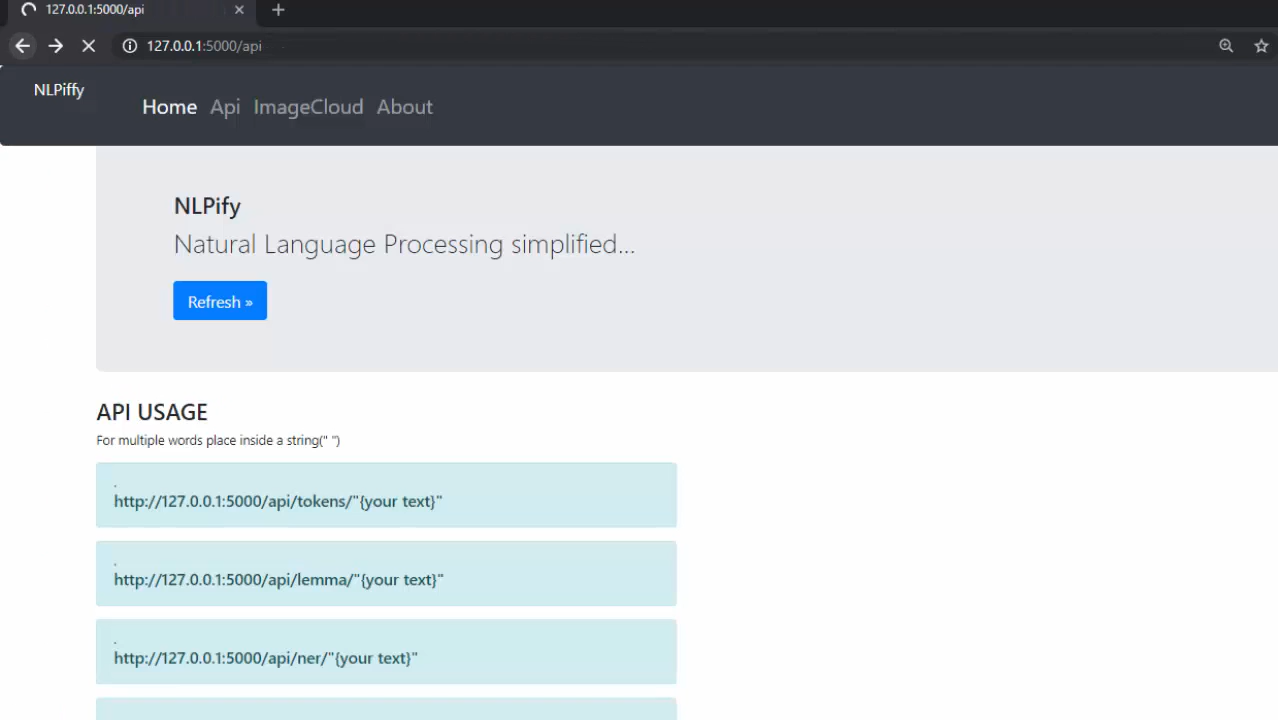 127.0.0.1:5000/api
127.0.0.1:5000/api
NLPiffy
Home Api ImageCloud About
NLPify
Natural Language Processing simplified...
Refresh »
API USAGE
For multiple words place inside a string(" ")
.
http://127.0.0.1:5000/api/tokens/"{your text}"
.
http://127.0.0.1:5000/api/lemma/"{your text}"
.
http://127.0.0.1:5000/api/ner/"{your text}"